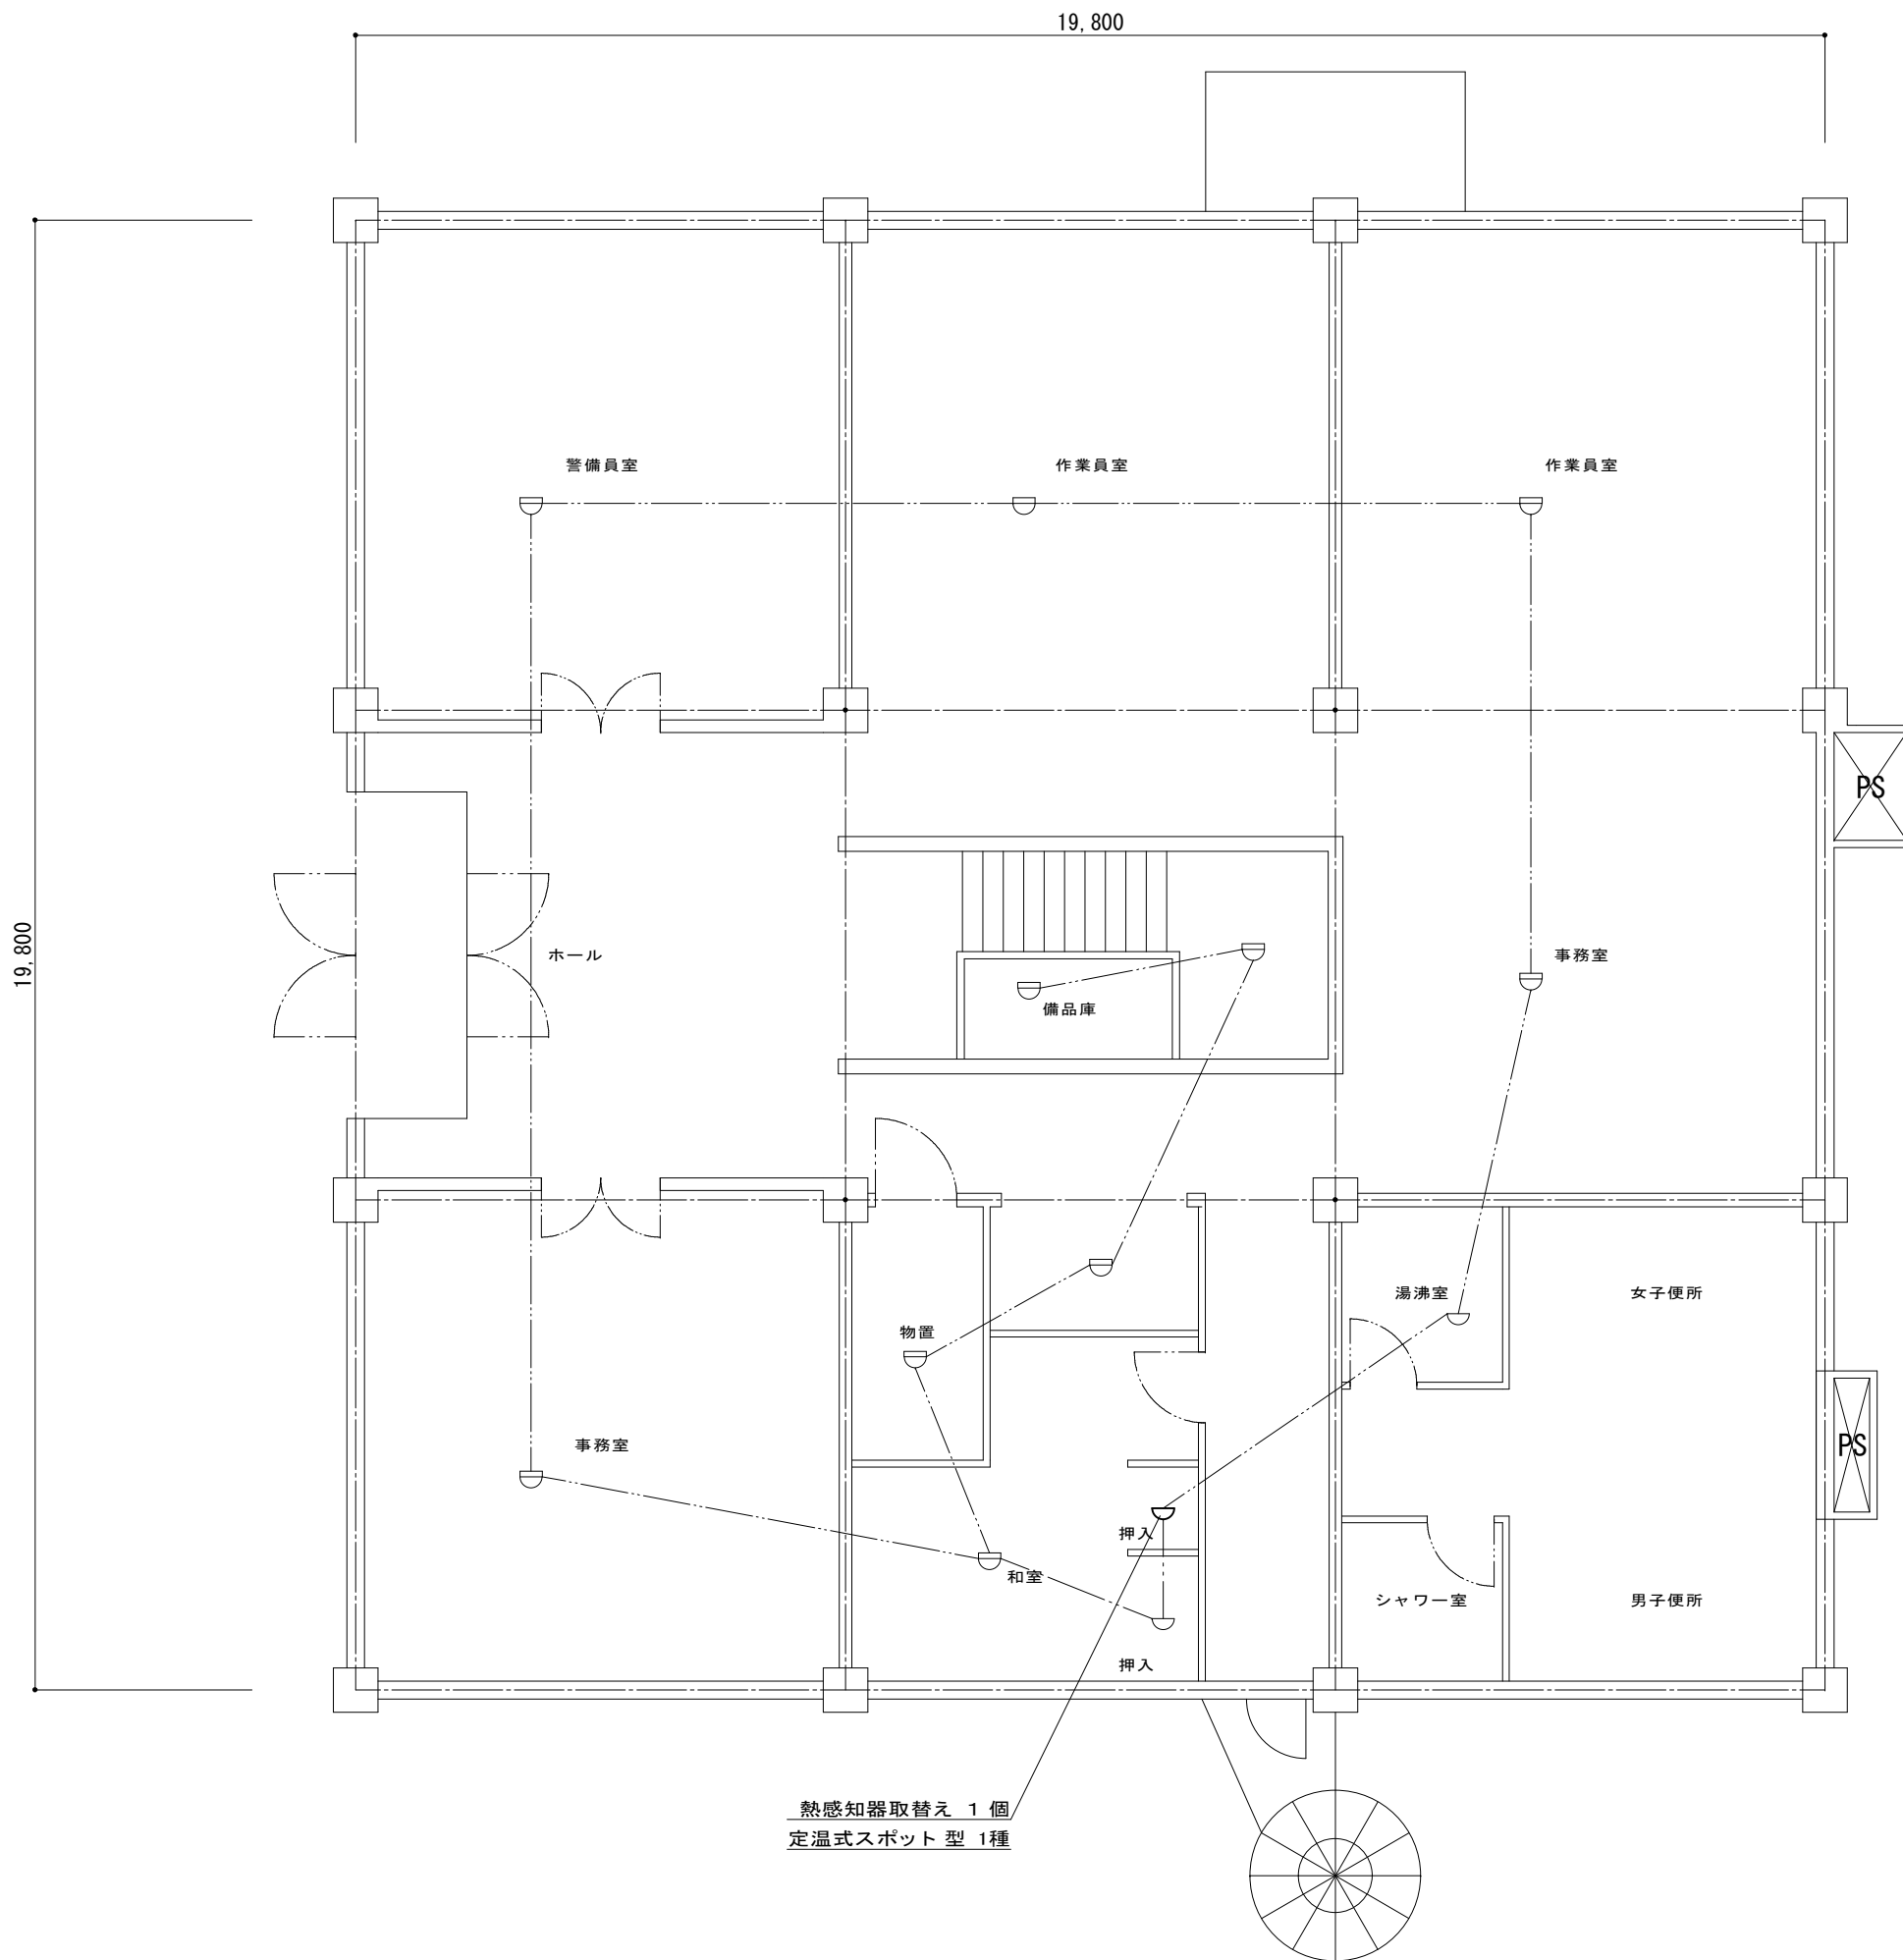 19,800
警備員室
作業員室
作業員室
PS
19,800
ホール
事務室
備品庫
湯沸室
女子便所
物置
事務室
PS
押入
和室
シャワー室
男子便所
押入
熱感知器取替え 1 個
定温式スポット 型 1種